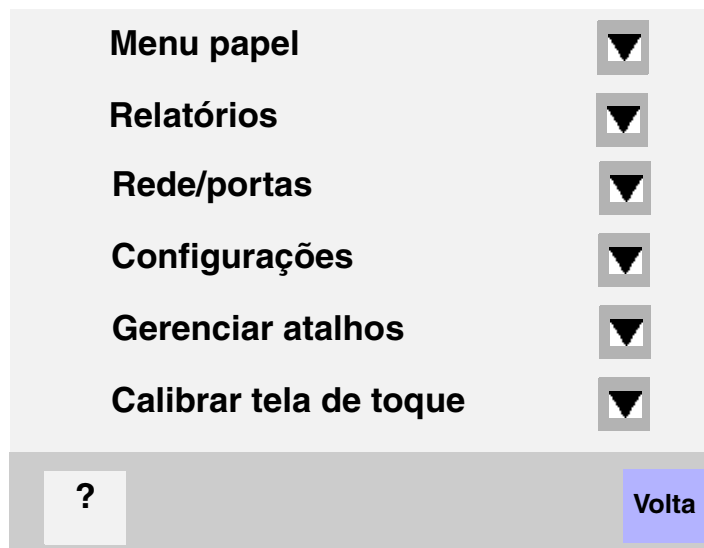 Menu papel
Relatórios
Rede/portas
Configurações
Gerenciar atalhos
Calibrar tela de toque
?
Volta